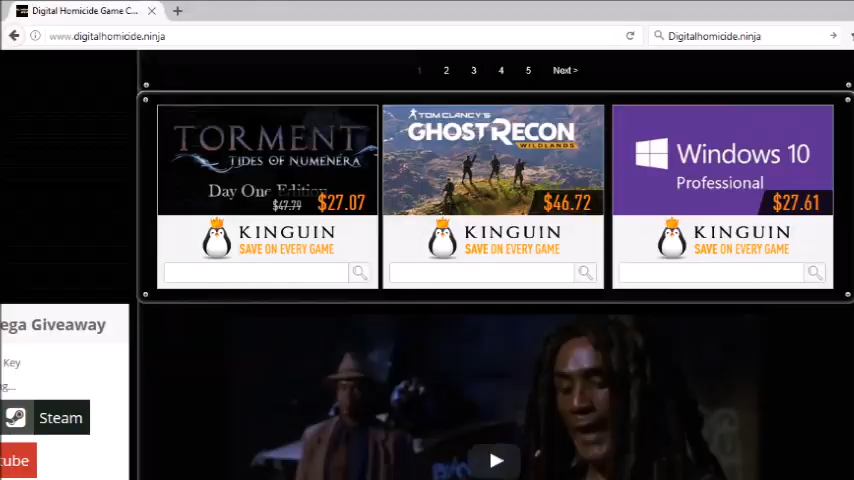 Digital Homicide Game C...
www.digitalhomicide.ninja
Digitalhomicide.ninja
1 2 3 4 5 Next >
TORMENT
TIDES OF NUMENÉRA
Day One Edition
$47.79 $27.07
KINGUIN
SAVE ON EVERY GAME
TOM CLANCY'S
GHOST RECON
WILDLANDS
$46.72
KINGUIN
SAVE ON EVERY GAME
Windows 10
Professional
$27.61
KINGUIN
SAVE ON EVERY GAME
ega Giveaway
Key
g...
Steam
tube